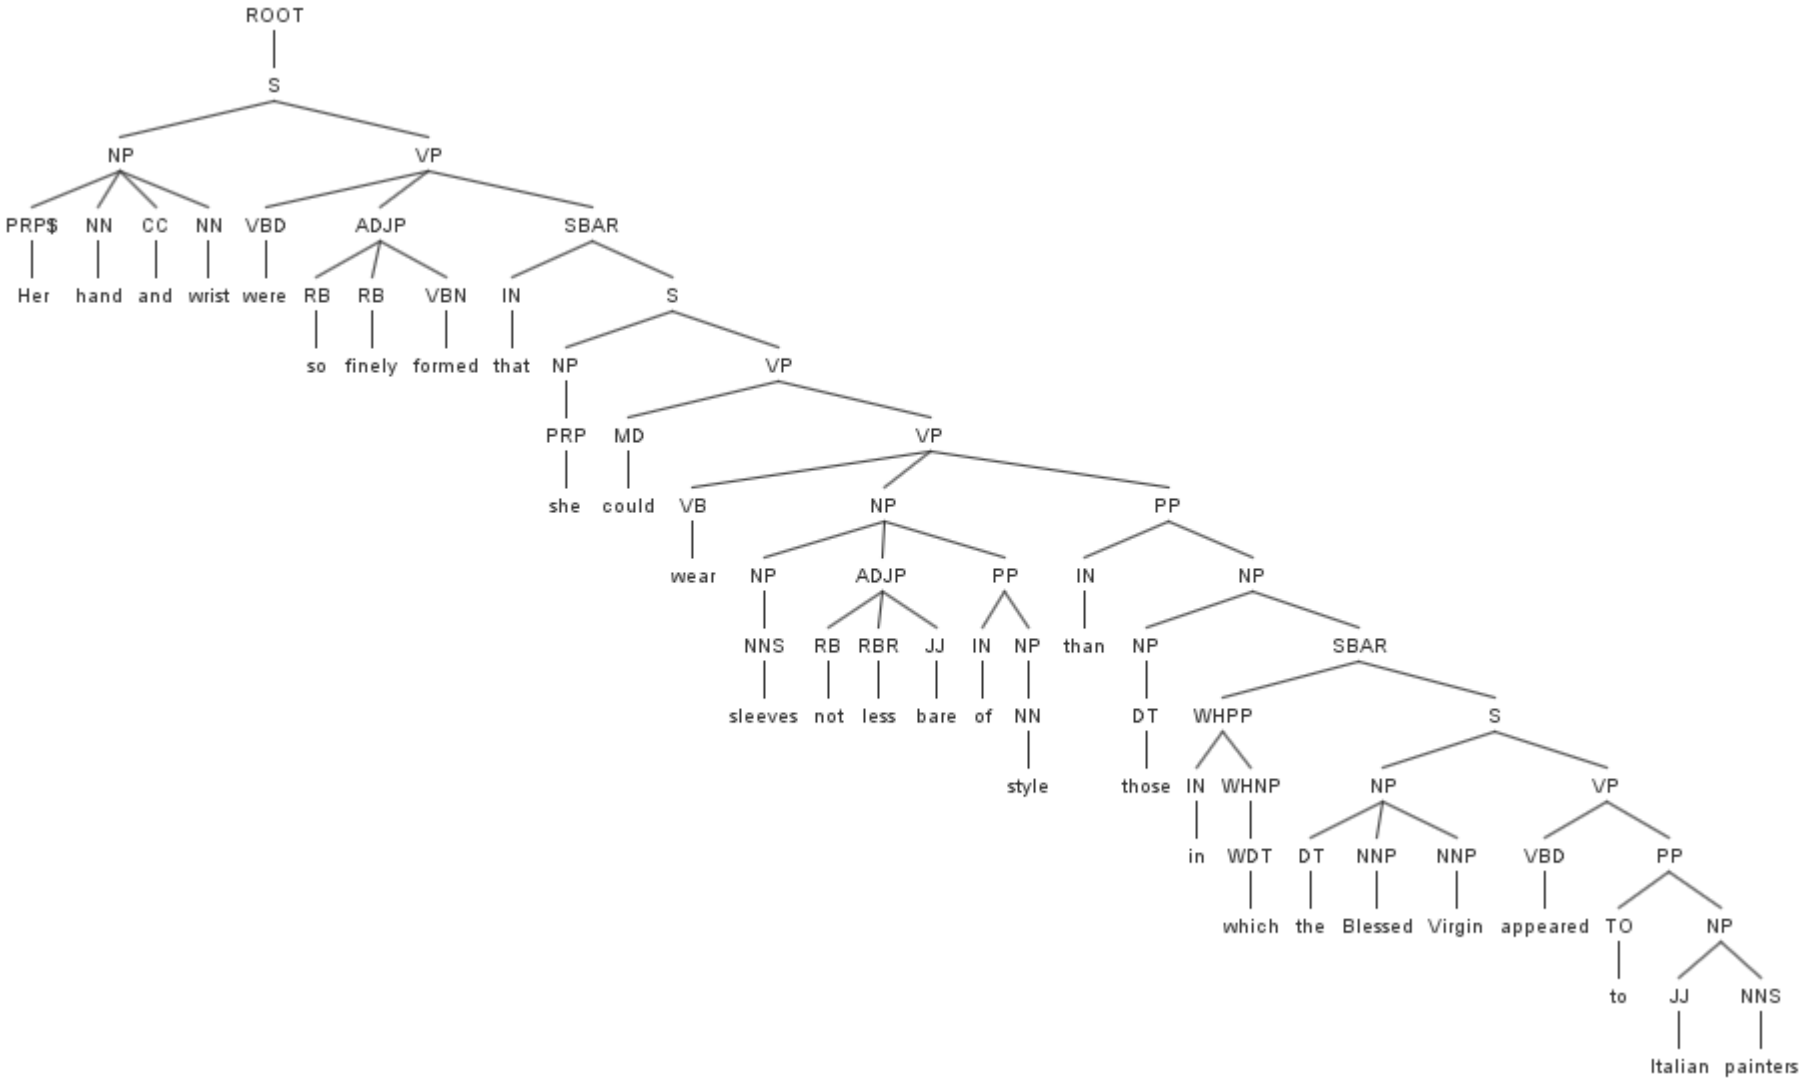 ROOT
S
NP VP
PRP$ NN CC NN VBD ADJP SBAR
Her hand and wrist were RB RB VBN IN S
so finely formed that NP VP
PRP MD VP
she could VB NP PP
wear NP ADJP PP IN NP
NNS RB RBR JJ IN NP than NP SBAR
sleeves not less bare of NN DT WHPP S
style those IN WHNP NP VP
in WDT DT NNP NNP VBD PP
which the Blessed Virgin appeared TO NP
to JJ NNS
Italian painters